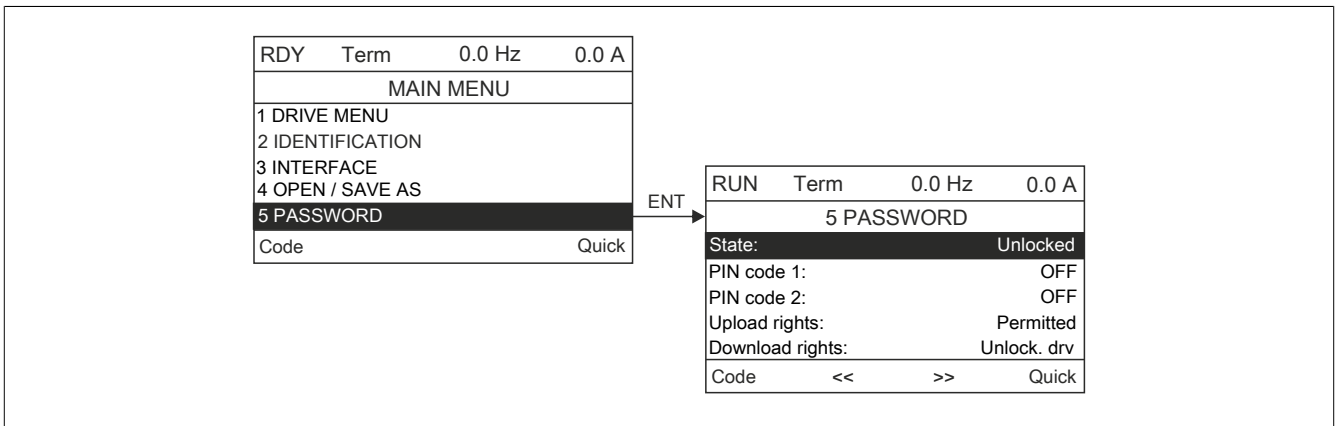 RDY Term 0.0 Hz 0.0 A
MAIN MENU
1 DRIVE MENU
2 IDENTIFICATION
3 INTERFACE
4 OPEN / SAVE AS
5 PASSWORD
Code Quick
ENT
RUN Term 0.0 Hz 0.0 A
5 PASSWORD
State: Unlocked
PIN code 1: OFF
PIN code 2: OFF
Upload rights: Permitted
Download rights: Unlock. drv
Code << >> Quick